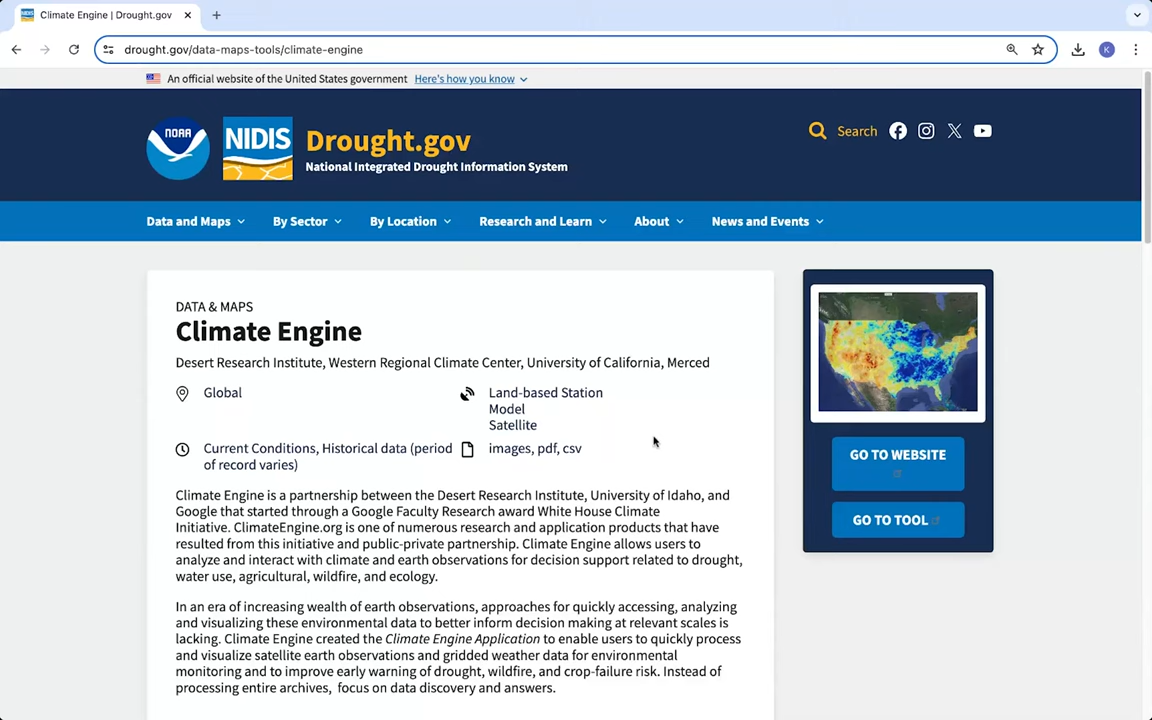 Climate Engine | Drought.gov
drought.gov/data-maps-tools/climate-engine
K
An official website of the United States government Here's how you know
NOAA
NIDIS
Drought.gov
National Integrated Drought Information System
Search
Data and Maps By Sector By Location Research and Learn About News and Events
DATA & MAPS
Climate Engine
Desert Research Institute, Western Regional Climate Center, University of California, Merced
Global
Land-based Station
Model
Satellite
Current Conditions, Historical data (period
of record varies)
images, pdf, csv
Climate Engine is a partnership between the Desert Research Institute, University of Idaho, and
Google that started through a Google Faculty Research award White House Climate
Initiative. ClimateEngine.org is one of numerous research and application products that have
resulted from this initiative and public-private partnership. Climate Engine allows users to
analyze and interact with climate and earth observations for decision support related to drought,
water use, agricultural, wildfire, and ecology.
In an era of increasing wealth of earth observations, approaches for quickly accessing, analyzing
and visualizing these environmental data to better inform decision making at relevant scales is
lacking. Climate Engine created the Climate Engine Application to enable users to quickly process
and visualize satellite earth observations and gridded weather data for environmental
monitoring and to improve early warning of drought, wildfire, and crop-failure risk. Instead of
processing entire archives, focus on data discovery and answers.
GO TO WEBSITE
GO TO TOOL